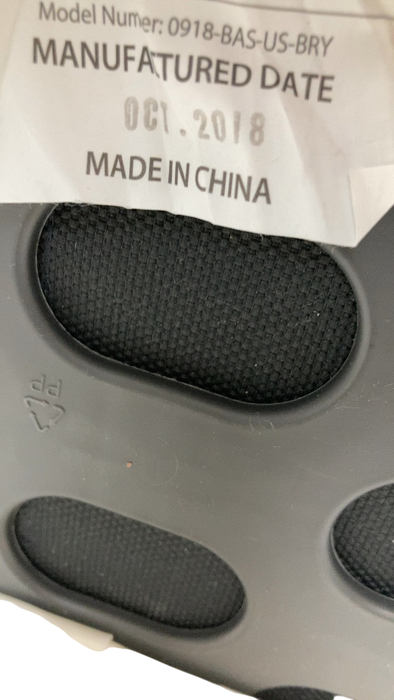 Model Numer: 0918-BAS-US-BRY
MANUFATURED DATE
OCT.2018
MADE IN CHINA
PP